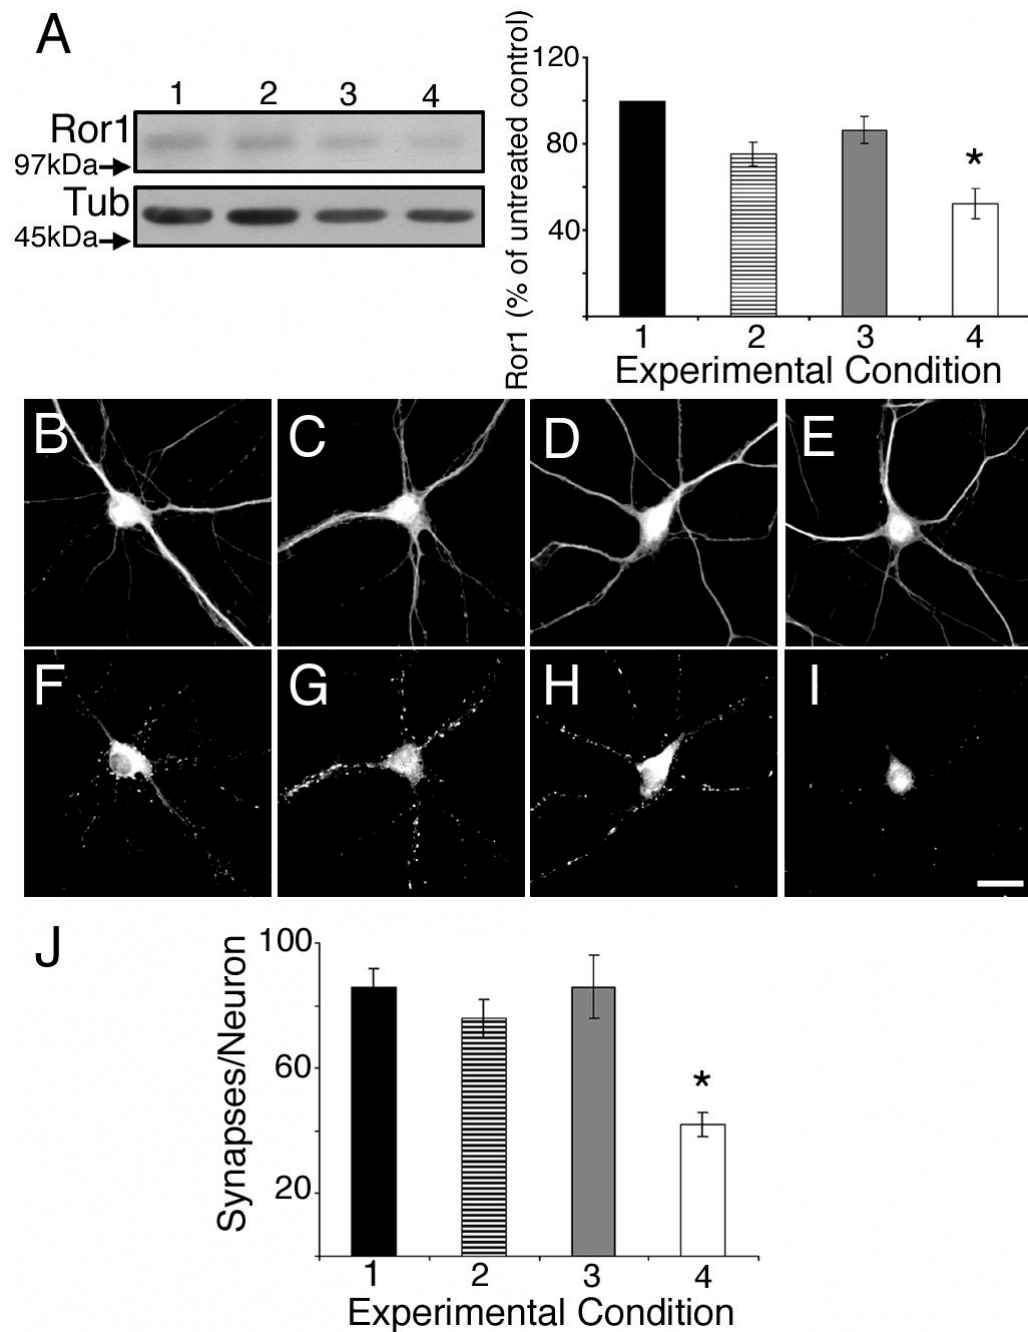 A
1 2 3 4
Ror1
97kDa
Tub
45kDa
Ror1 (% of untreated control)
120
80
40
*
1 2 3 4
Experimental Condition
B C D E
F G H I
J
Synapses/Neuron
100
60
20
*
1 2 3 4
Experimental Condition